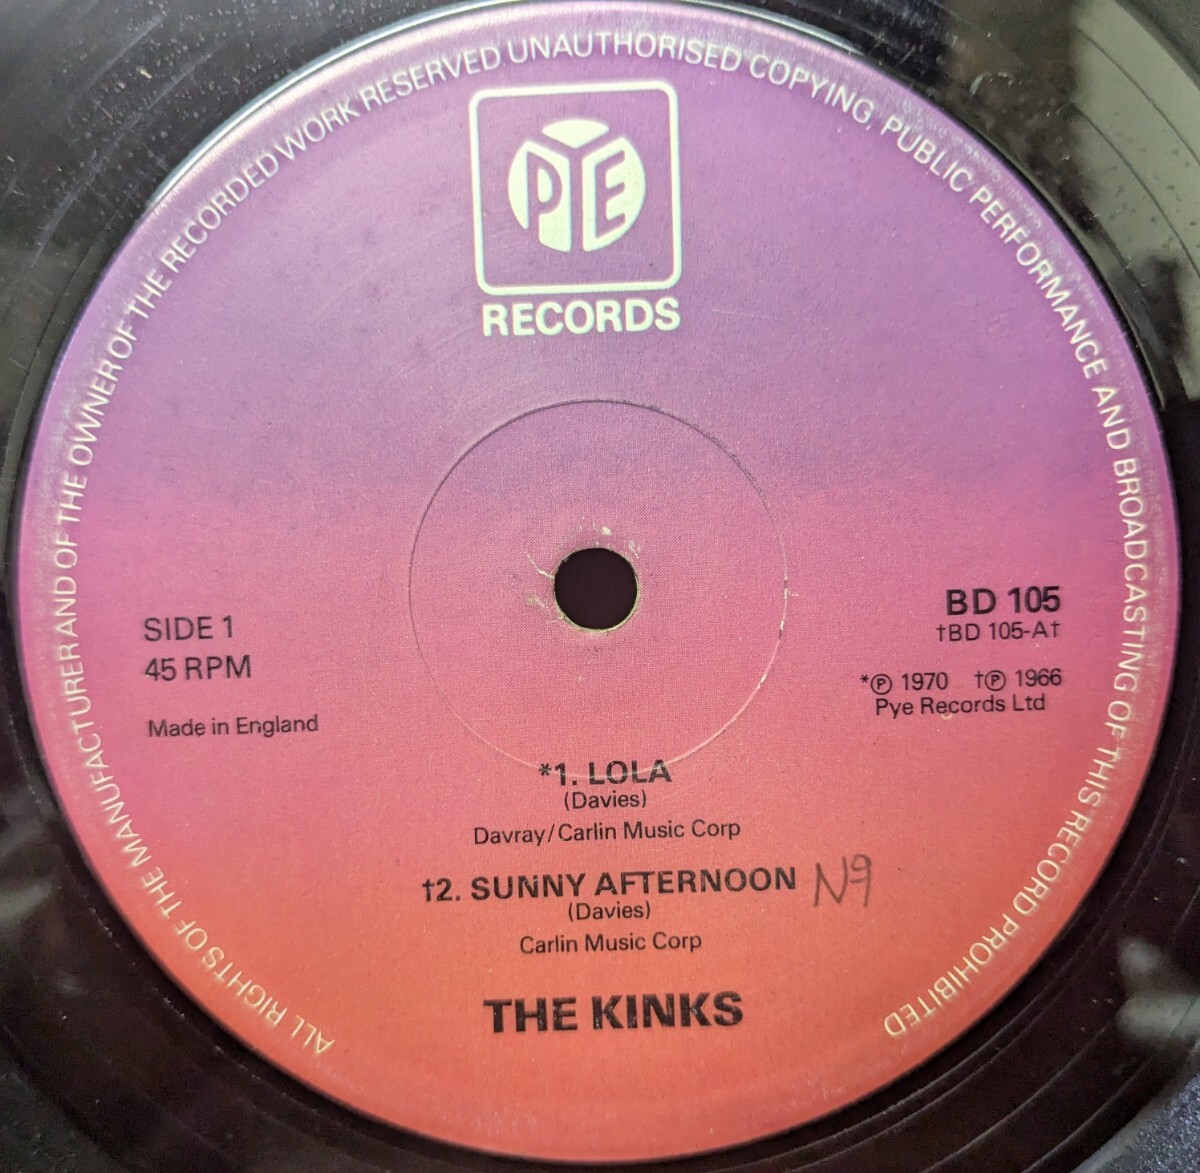 ALL RIGHTS OF THE MANUFACTURER AND OF THE OWNER OF THE RECORDED WORK RESERVED UNAUTHORISED COPYING, PUBLIC PERFORMANCE AND BROADCASTING OF THIS RECORD PROHIBITED
PYE
RECORDS
SIDE 1
45 RPM
Made in England
BD 105
†BD 105-A†
*℗ 1970 †℗ 1966
Pye Records Ltd
*1. LOLA
(Davies)
Davray/Carlin Music Corp
†2. SUNNY AFTERNOON
(Davies)
Carlin Music Corp
THE KINKS